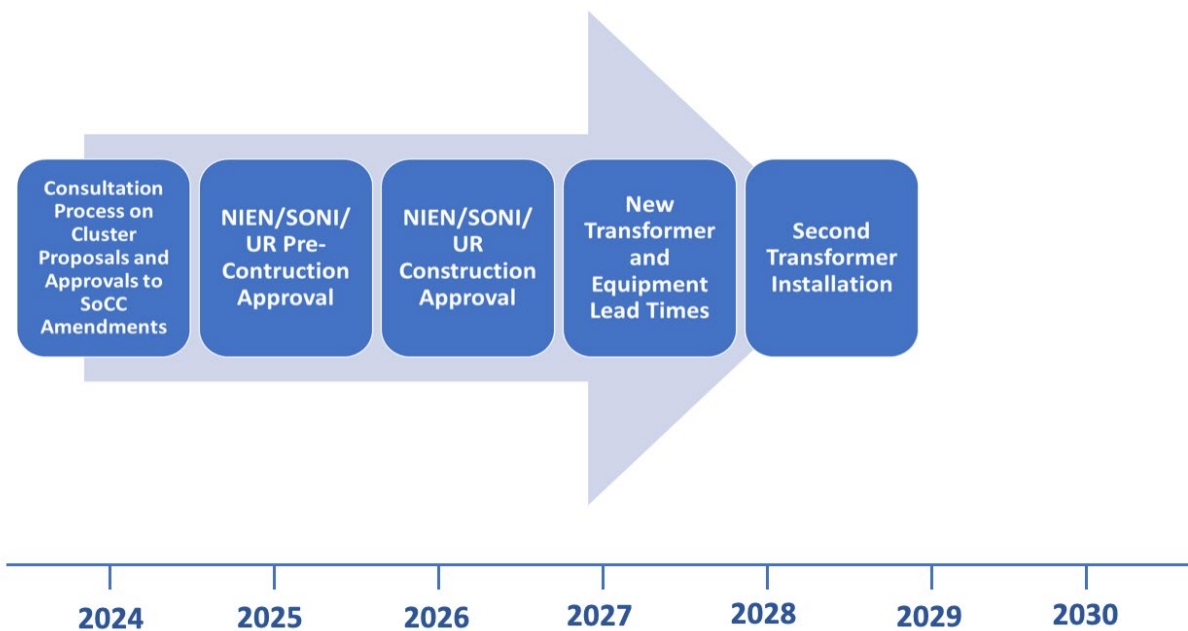 Consultation
Process on
Cluster
Proposals and
Approvals to
SoCC
Amendments
NIEN/SONI/
UR Pre-
Contruction
Approval
NIEN/SONI/
UR
Construction
Approval
New
Transformer
and
Equipment
Lead Times
Second
Transformer
Installation
2024 2025 2026 2027 2028 2029 2030